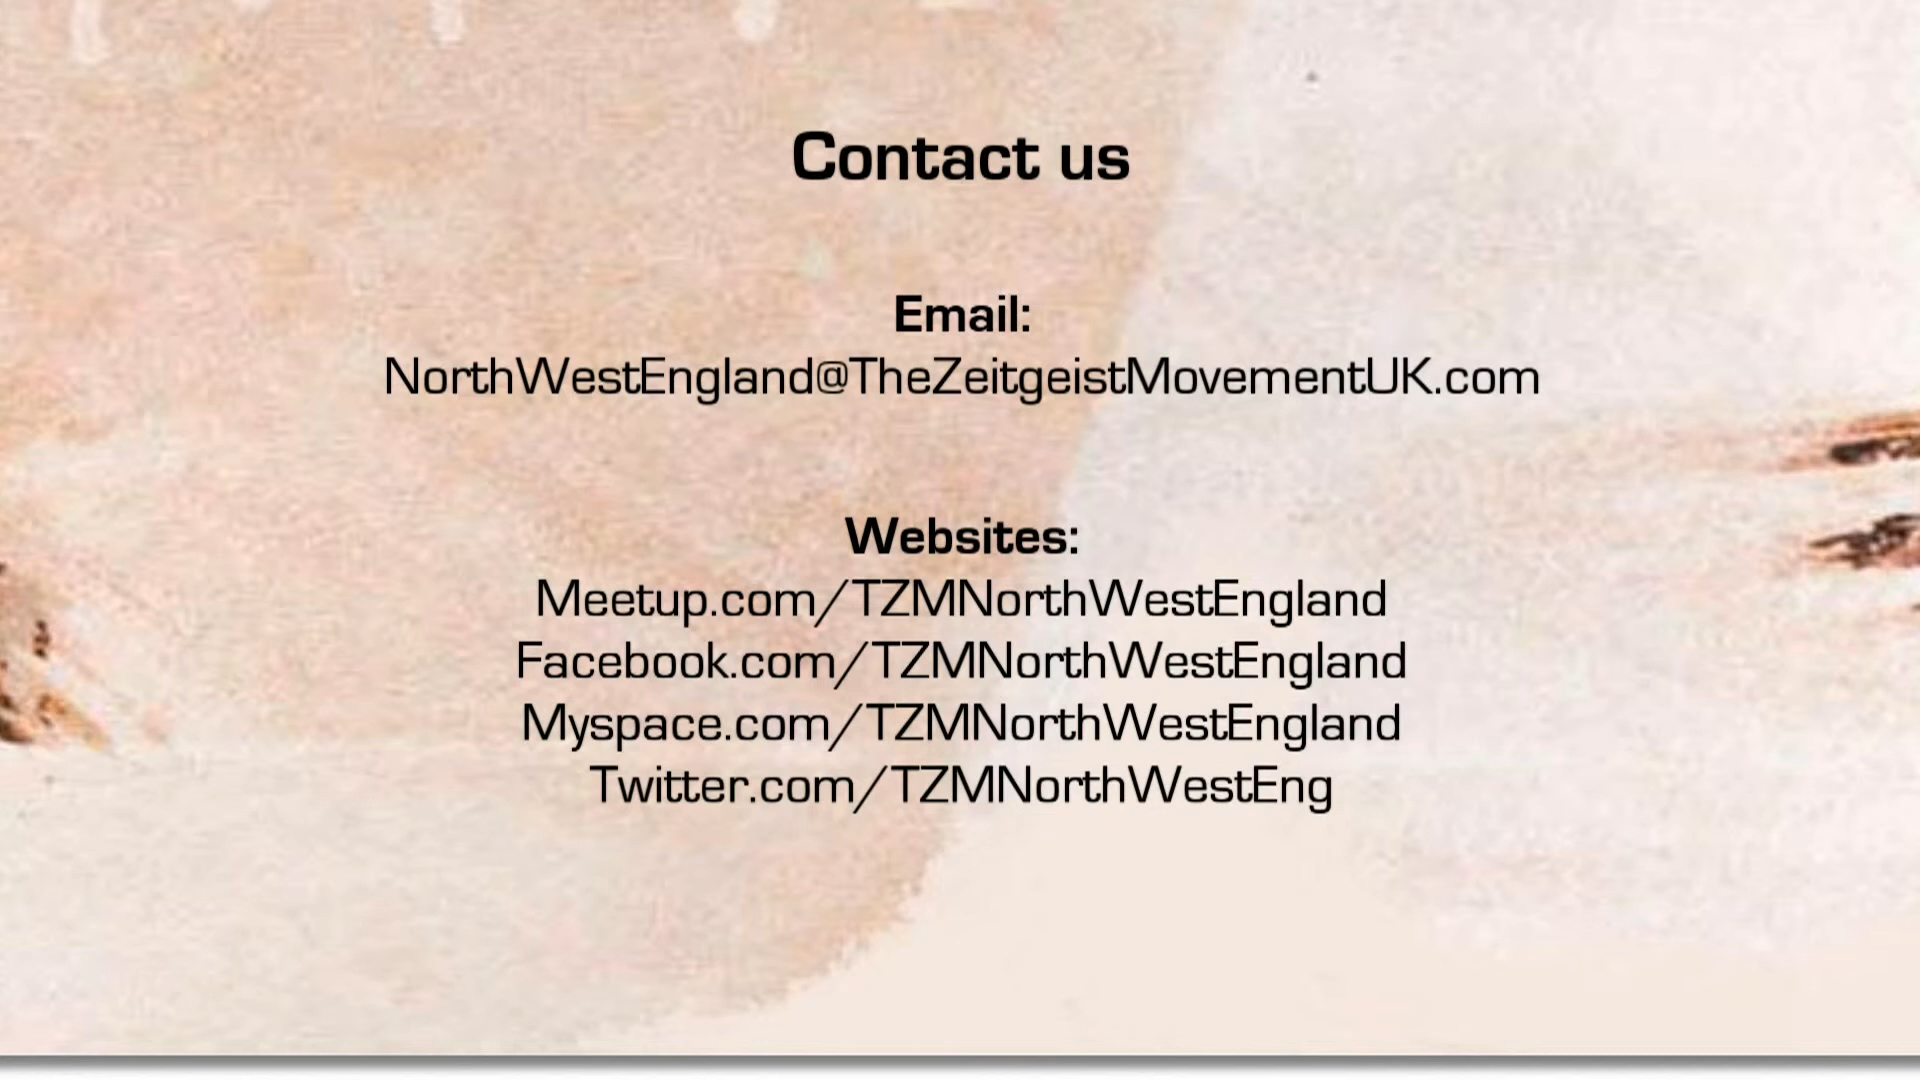 Contact us
Email:
NorthWestEngland@TheZeitgeistMovementUK.com
Websites:
Meetup.com/TZMNorthWestEngland
Facebook.com/TZMNorthWestEngland
Myspace.com/TZMNorthWestEngland
Twitter.com/TZMNorthWestEng